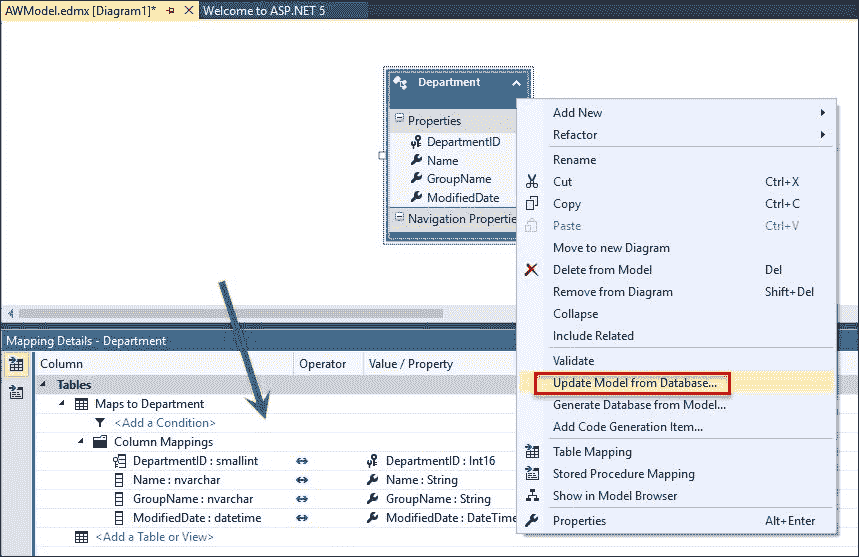 AWModel.edmx [Diagram1]* Welcome to ASP.NET 5
Department
Properties
DepartmentID
Name
GroupName
ModifiedDate
Navigation Propertie
Add New
Refactor
Rename
Cut Ctrl+X
Copy Ctrl+C
Paste Ctrl+V
Move to new Diagram
Delete from Model Del
Remove from Diagram Shift+Del
Collapse
Include Related
Validate
Update Model from Database...
Generate Database from Model...
Add Code Generation Item...
Table Mapping
Stored Procedure Mapping
Show in Model Browser
Properties Alt+Enter
Mapping Details - Department
Column Operator Value / Property
Tables
Maps to Department
<Add a Condition>
Column Mappings
DepartmentID : smallint DepartmentID : Int16
Name : nvarchar Name : String
GroupName : nvarchar GroupName : String
ModifiedDate : datetime ModifiedDate : DateTime
<Add a Table or View>